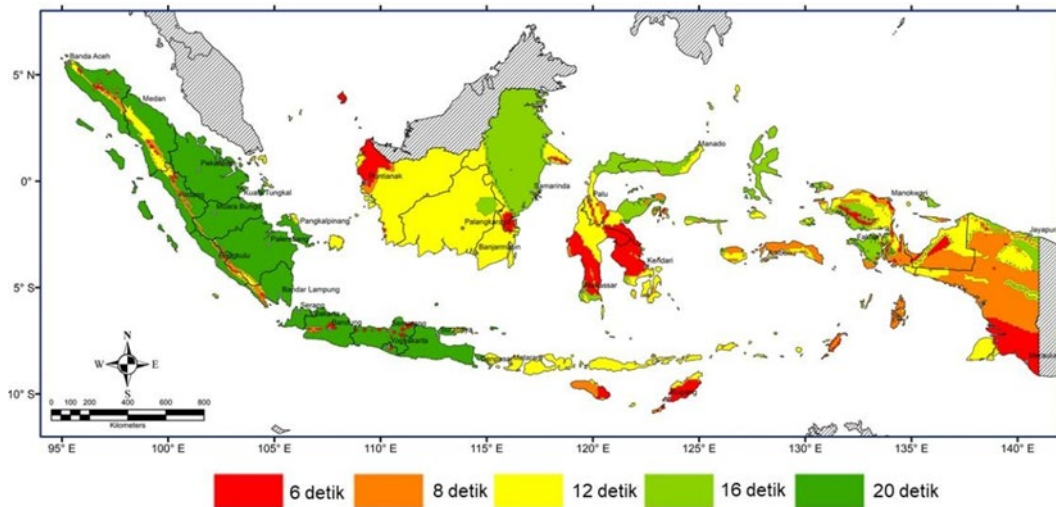 5° N
0°
5° S
10° S
Banda Aceh
Medan
Pekanbaru
Kuala Tungkal
Padang
Muara Bungo
Pangkalpinang
Palembang
Bengkulu
Bandar Lampung
Serang
Jakarta
Bandung
Yogyakarta
Pontianak
Samarinda
Banjarmasin
Manado
Palu
Kendari
Makassar
Mataram
Manokwari
Jayapura
N
W E
S
0 100 200 400 600 800
Kilometers
95° E 100° E 105° E 110° E 115° E 120° E 125° E 130° E 135° E 140° E
6 detik 8 detik 12 detik 16 detik 20 detik